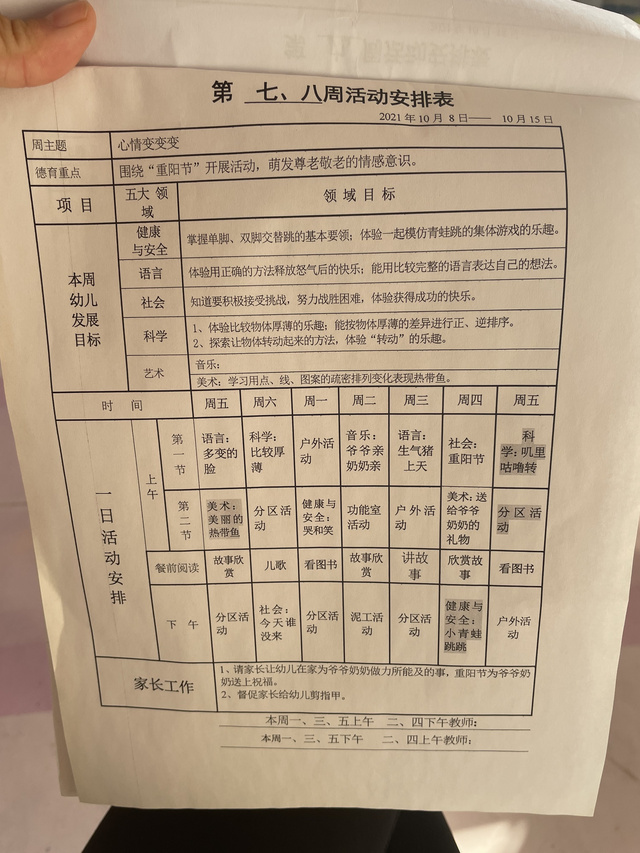 第 七、八周活动安排表
2021年10月8日—— 10月15日
周主题 心情变变变
德育重点 围绕“重阳节”开展活动，萌发尊老敬老的情感意识。
项 目 五大 领域 领域目标
本周幼儿发展目标
健康与安全 掌握单脚、双脚交替跳的基本要领；体验一起模仿青蛙跳的集体游戏的乐趣。
语言 体验用正确的方法释放怒气后的快乐；能用比较完整的语言表达自己的想法。
社会 知道要积极接受挑战，努力战胜困难，体验获得成功的快乐。
科学 1、体验比较物体厚薄的乐趣；能按物体厚薄的差异进行正、逆排序。
2、探索让物体转动起来的方法，体验“转动”的乐趣。
艺术 音乐：
美术：学习用点、线、图案的疏密排列变化表现热带鱼。
时 间 周五 周六 周一 周二 周三 周四 周五
一日活动安排
上午
第一节 语言：多变的脸 科学：比较厚薄 户外活动 音乐：爷爷亲奶奶亲 语言：生气猪上天 社会：重阳节 科学：叽里咕噜转
第二节 美术：美丽的热带鱼 分区活动 健康与安全：哭和笑 功能室活动 户外活动 美术：送给爷爷奶奶的礼物 分区活动
餐前阅读 故事欣赏 儿歌 看图书 故事欣赏 讲故事 欣赏故事 看图书
下 午 分区活动 社会：今天谁没来 分区活动 泥工活动 分区活动 健康与安全：小青蛙跳跳 户外活动
家长工作 1、请家长让幼儿在家为爷爷奶奶做力所能及的事，重阳节为爷爷奶奶送上祝福。
2、督促家长给幼儿剪指甲。
本周一、三、五上午 二、四下午教师：
本周一、三、五下午 二、四上午教师：